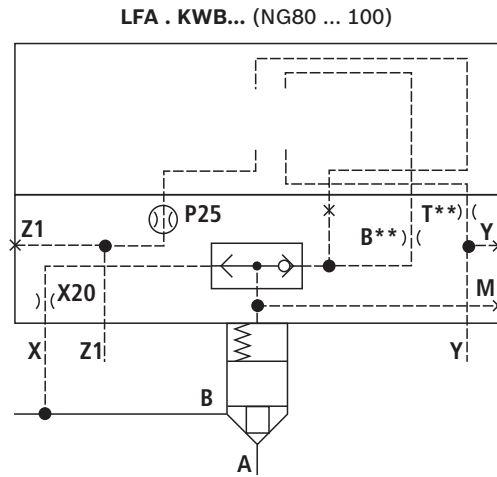 LFA . KWB... (NG80 ... 100)
Z1
P25
B**
T**
Y
X20
M
X
Z1
Y
B
A